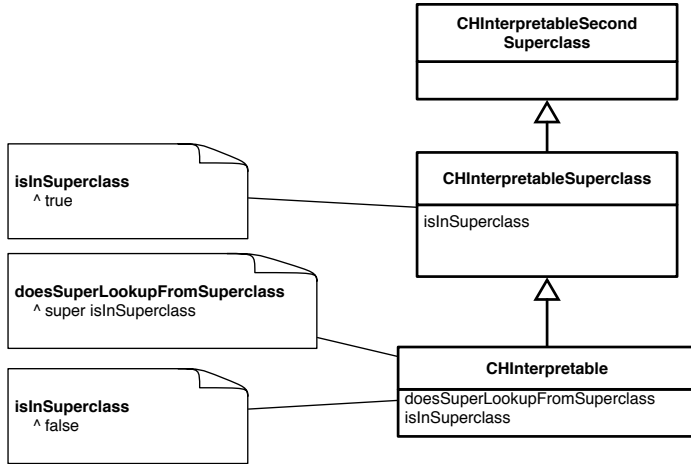 CHInterpretableSecond
Superclass
isInSuperclass
^ true
CHInterpretableSuperclass
isInSuperclass
doesSuperLookupFromSuperclass
^ super isInSuperclass
CHInterpretable
doesSuperLookupFromSuperclass
isInSuperclass
isInSuperclass
^ false